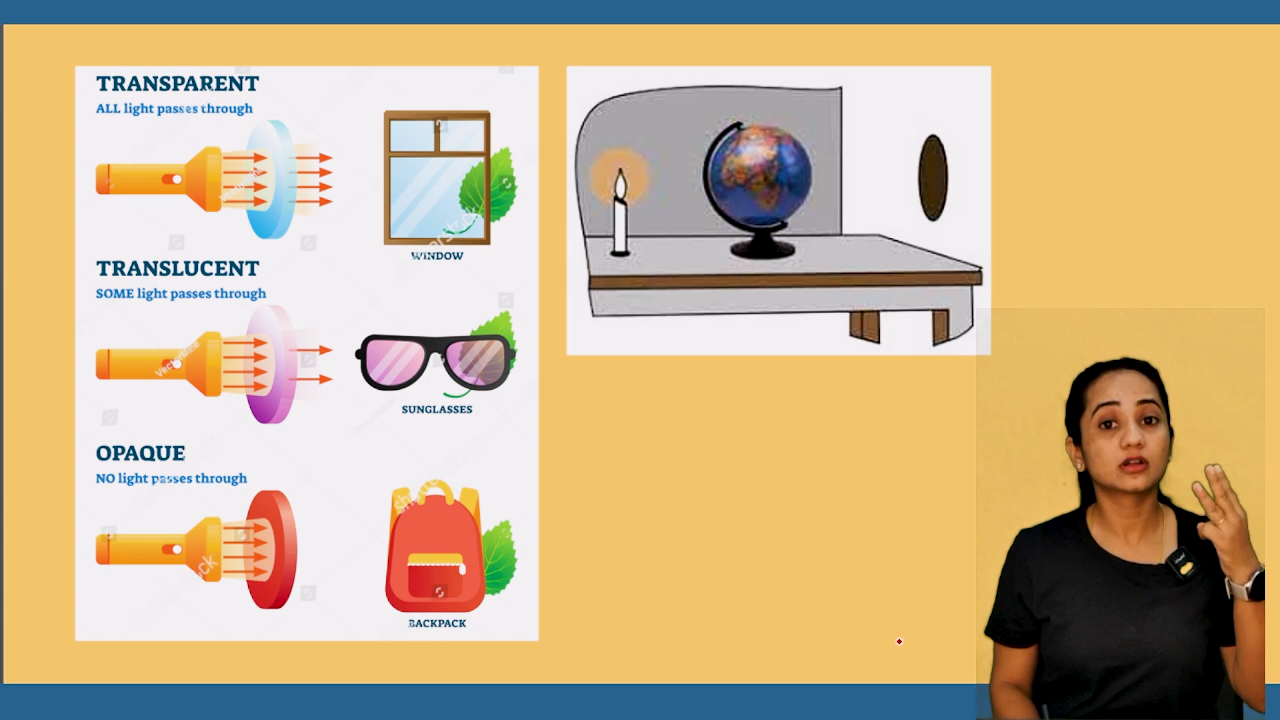 TRANSPARENT
ALL light passes through
WINDOW
TRANSLUCENT
SOME light passes through
SUNGLASSES
OPAQUE
NO light passes through
BACKPACK